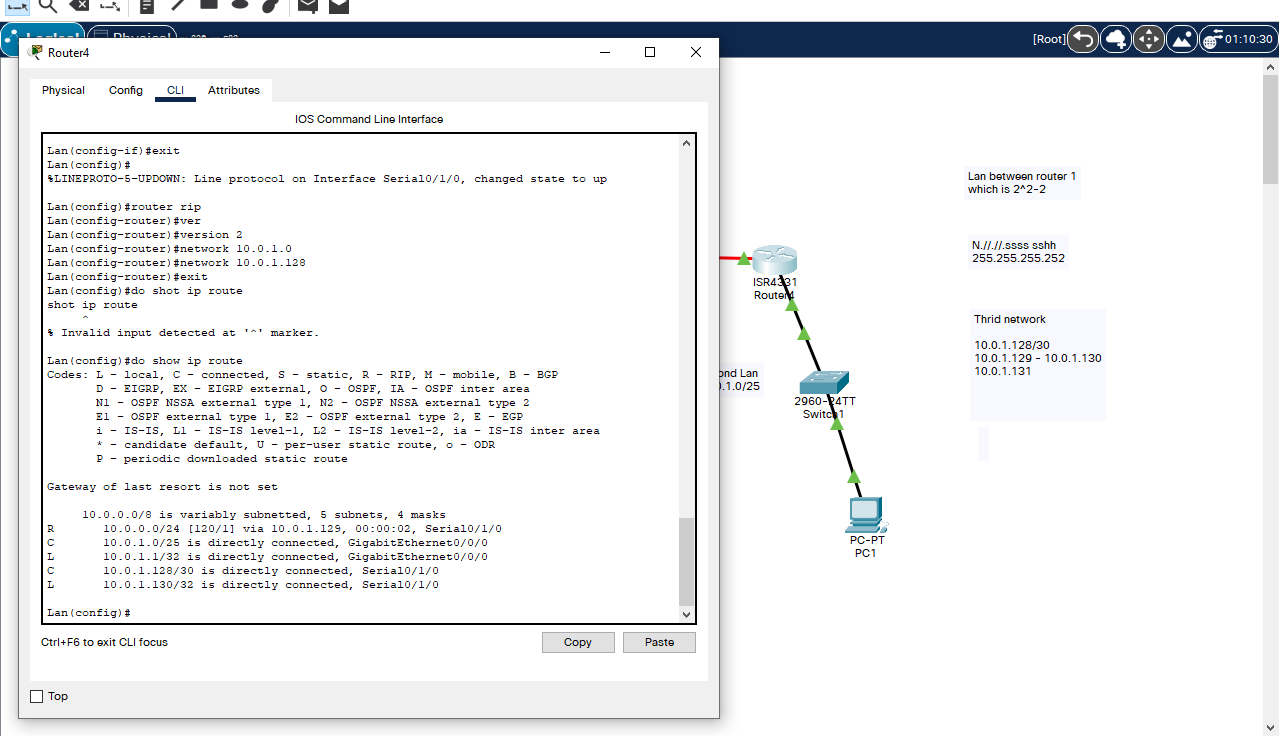 [Root]
01:10:30
Router4
Physical
Config
CLI
Attributes
IOS Command Line Interface
Lan(config-if)#exit
Lan(config)#
%LINEPROTO-5-UPDOWN: Line protocol on Interface Serial0/1/0, changed state to up
Lan(config)#router rip
Lan(config-router)#ver
Lan(config-router)#version 2
Lan(config-router)#network 10.0.1.0
Lan(config-router)#network 10.0.1.128
Lan(config-router)#exit
Lan(config)#do shot ip route
shot ip route
^
% Invalid input detected at '^' marker.
Lan(config)#do show ip route
Codes: L - local, C - connected, S - static, R - RIP, M - mobile, B - BGP
D - EIGRP, EX - EIGRP external, O - OSPF, IA - OSPF inter area
N1 - OSPF NSSA external type 1, N2 - OSPF NSSA external type 2
E1 - OSPF external type 1, E2 - OSPF external type 2, E - EGP
i - IS-IS, L1 - IS-IS level-1, L2 - IS-IS level-2, ia - IS-IS inter area
* - candidate default, U - per-user static route, o - ODR
P - periodic downloaded static route
Gateway of last resort is not set
10.0.0.0/8 is variably subnetted, 5 subnets, 4 masks
R 10.0.0.0/24 [120/1] via 10.0.1.129, 00:00:02, Serial0/1/0
C 10.0.1.0/25 is directly connected, GigabitEthernet0/0/0
L 10.0.1.1/32 is directly connected, GigabitEthernet0/0/0
C 10.0.1.128/30 is directly connected, Serial0/1/0
L 10.0.1.130/32 is directly connected, Serial0/1/0
Lan(config)#
Ctrl+F6 to exit CLI focus
Copy
Paste
Top
ISR4331
Router4
ond Lan
.1.0/25
2960-24TT
Switch1
PC-PT
PC1
Lan between router 1
which is 2^2-2
N.//.//.ssss sshh
255.255.255.252
Thrid network
10.0.1.128/30
10.0.1.129 - 10.0.1.130
10.0.1.131